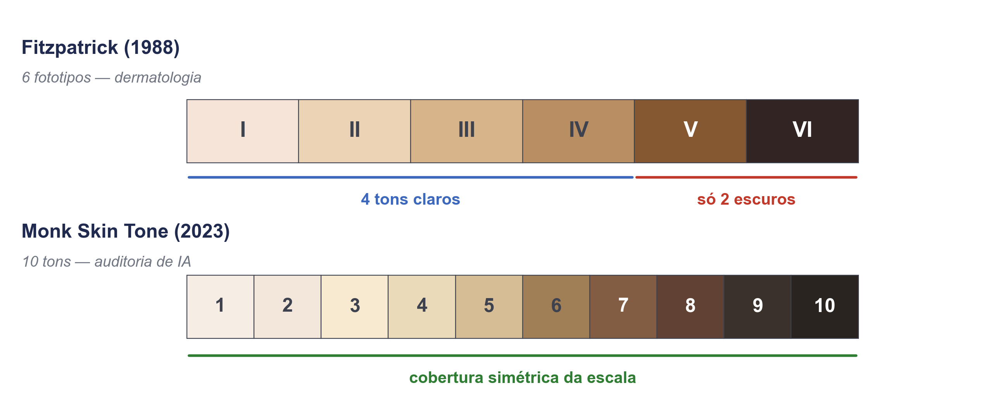 Fitzpatrick (1988)
6 fototipos — dermatologia
I II III IV V VI
4 tons claros só 2 escuros
Monk Skin Tone (2023)
10 tons — auditoria de IA
1 2 3 4 5 6 7 8 9 10
cobertura simétrica da escala